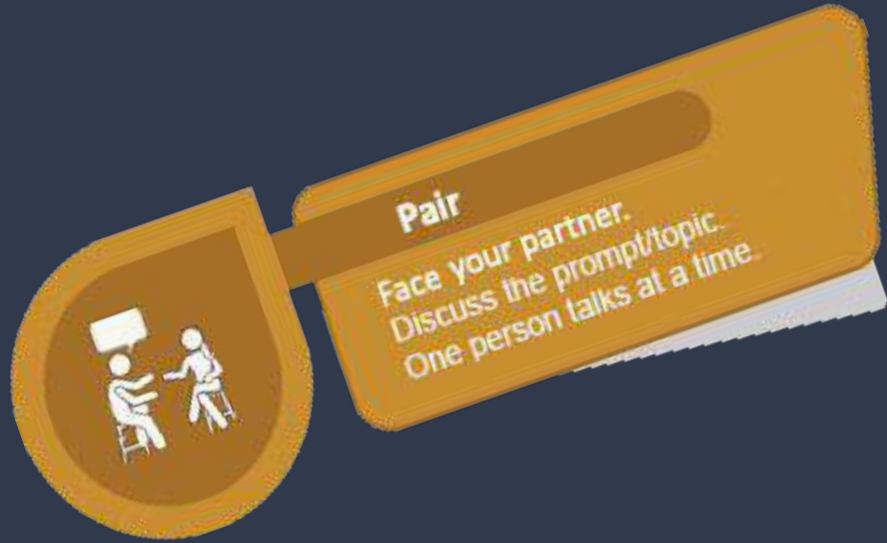 Pair
Face your partner.
Discuss the prompt/topic.
One person talks at a time.